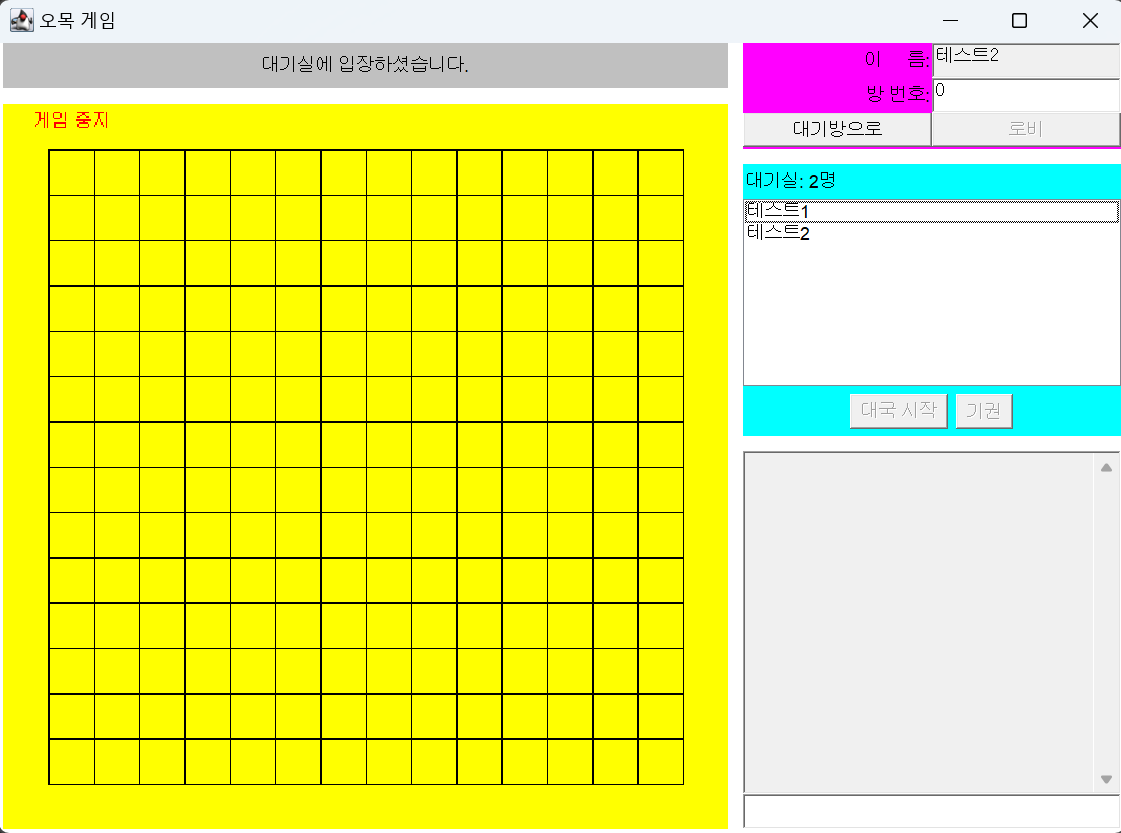 오목 게임
대기실에 입장하셨습니다.
게임 중지
이 름: 테스트2
방 번호: 0
대기방으로 로비
대기실: 2명
테스트1
테스트2
대국 시작 기권